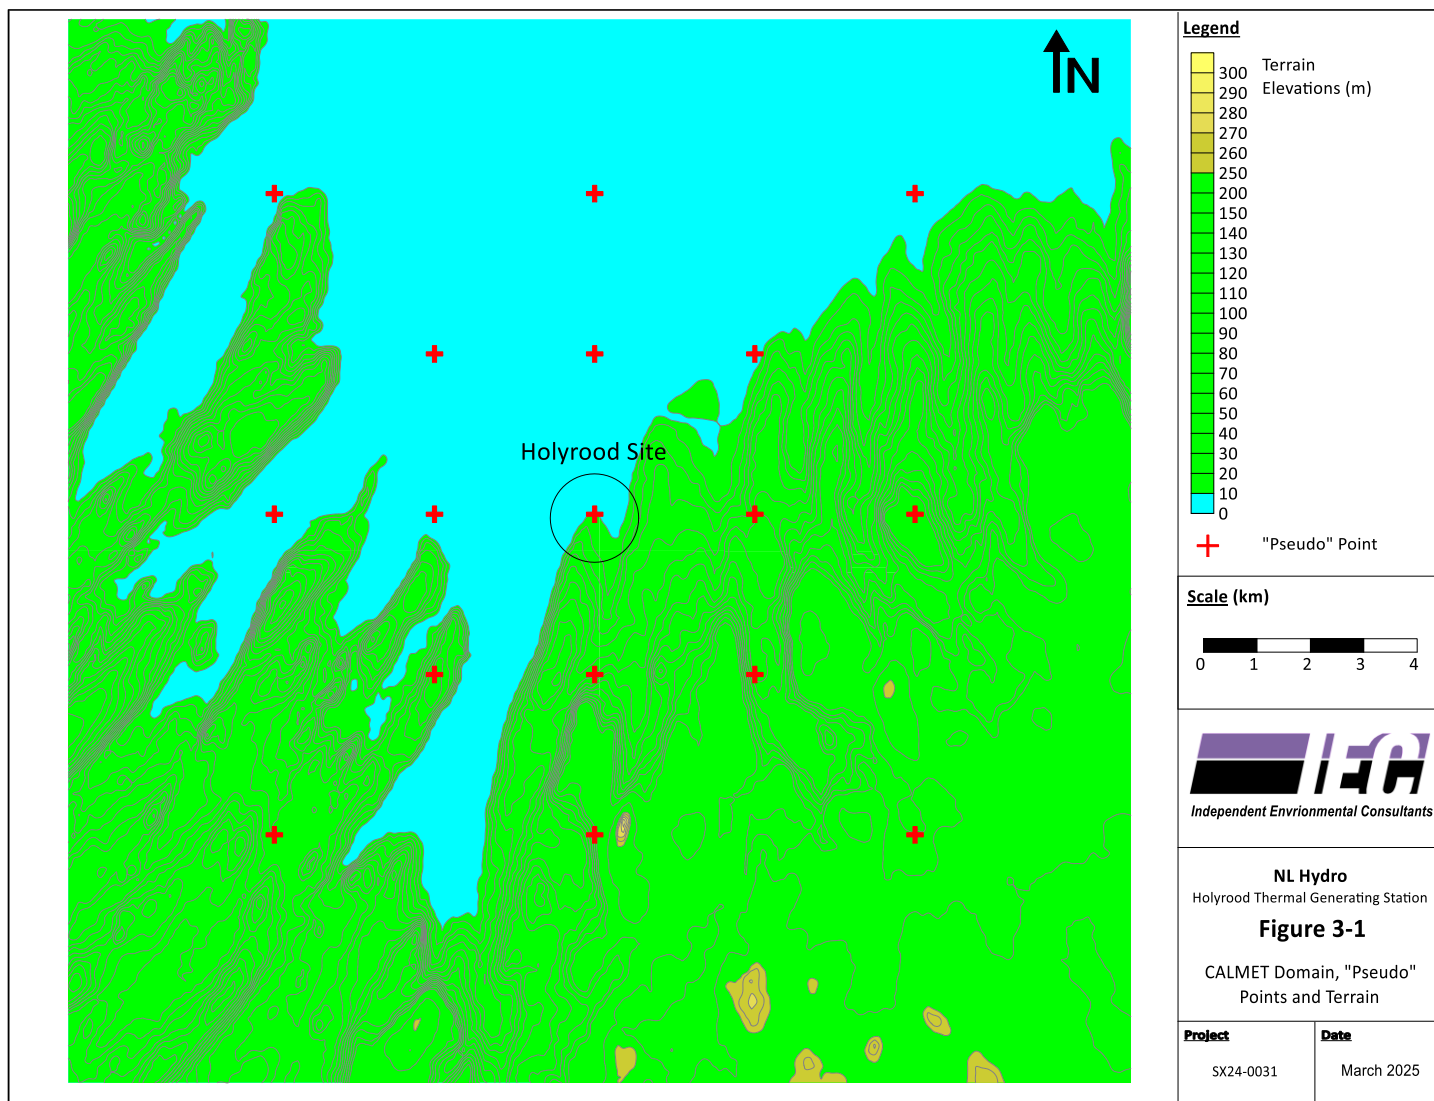 N
Holyrood Site
Legend
Terrain
Elevations (m)
300
290
280
270
260
250
200
150
140
130
120
110
100
90
80
70
60
50
40
30
20
10
0
"Pseudo" Point
Scale (km)
0 1 2 3 4
IEC
Independent Envrionmental Consultants
NL Hydro
Holyrood Thermal Generating Station
Figure 3-1
CALMET Domain, "Pseudo"
Points and Terrain
Project Date
SX24-0031 March 2025